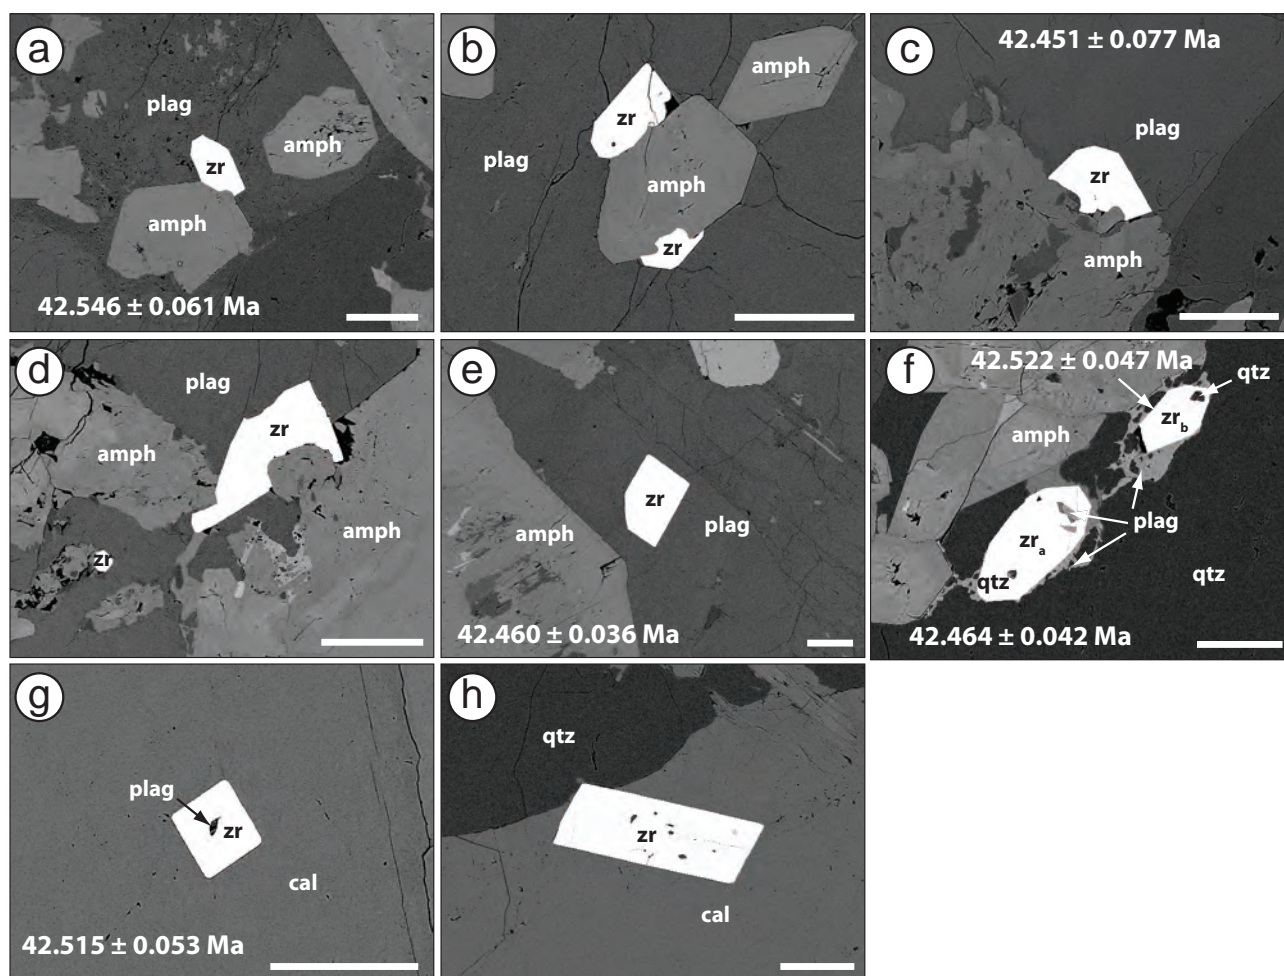 a
plag
amph
zr
amph
42.546 ± 0.061 Ma
b
amph
zr
plag
amph
zr
c
42.451 ± 0.077 Ma
plag
zr
amph
d
plag
zr
amph
amph
zr
e
zr
amph
plag
42.460 ± 0.036 Ma
f
42.522 ± 0.047 Ma
qtz
zr_b
amph
plag
zr_a
qtz
qtz
42.464 ± 0.042 Ma
g
plag
zr
cal
42.515 ± 0.053 Ma
h
qtz
zr
cal